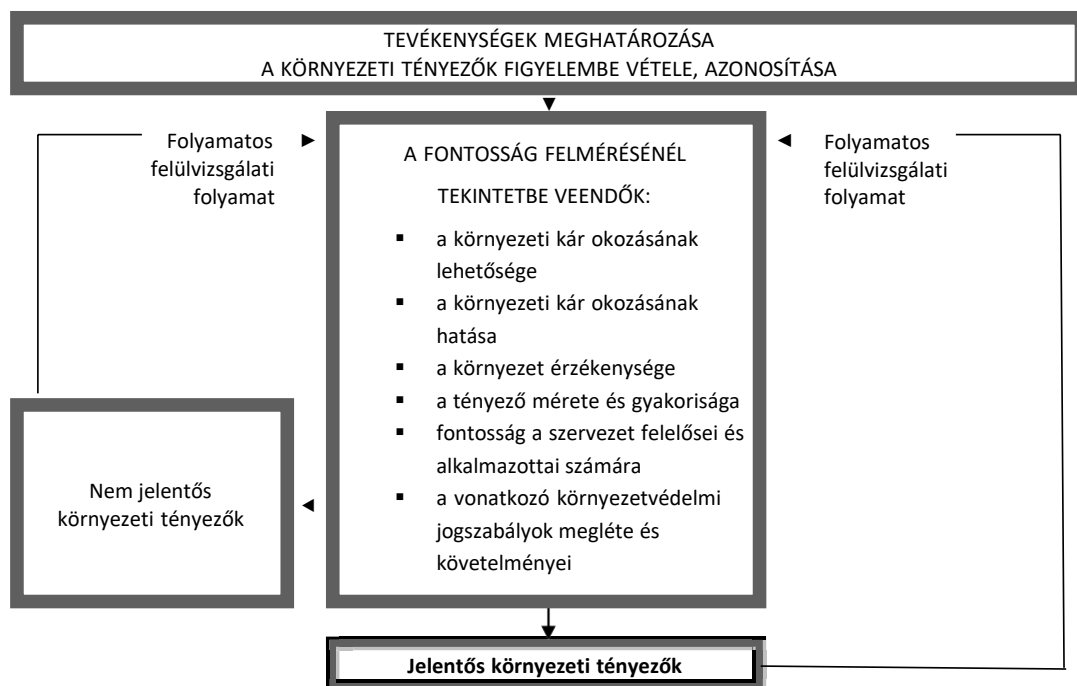 TEVÉKENYSÉGEK MEGHATÁROZÁSA
A KÖRNYEZETI TÉNYEZŐK FIGYELEMBE VÉTELE, AZONOSÍTÁSA
Folyamatos
felülvizsgálati
folyamat
A FONTOSSÁG FELMÉRÉSÉNÉL
TEKINTETBE VEENDŐK:
▪ a környezeti kár okozásának
lehetősége
▪ a környezeti kár okozásának
hatása
▪ a környezet érzékenysége
▪ a tényező mérete és gyakorisága
▪ fontosság a szervezet felelősei és
alkalmazottai számára
▪ a vonatkozó környezetvédelmi
jogszabályok megléte és
követelményei
Folyamatos
felülvizsgálati
folyamat
Nem jelentős
környezeti tényezők
Jelentős környezeti tényezők